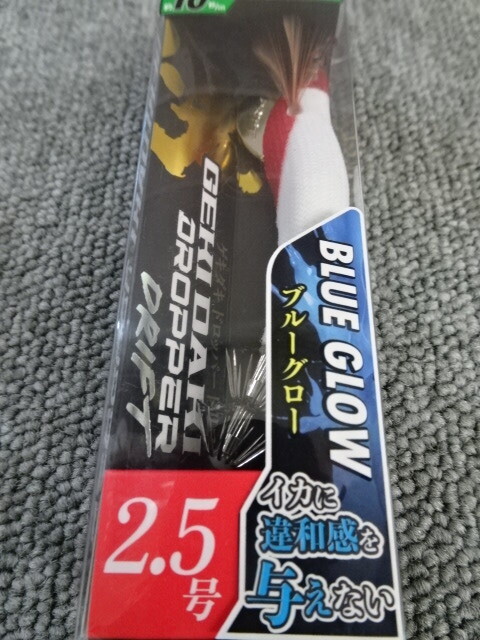 GEKIDAKI
DROPPER
DRIFT
BLUE GLOW
ブルーグロー
2.5号
イカに
違和感を
与えない